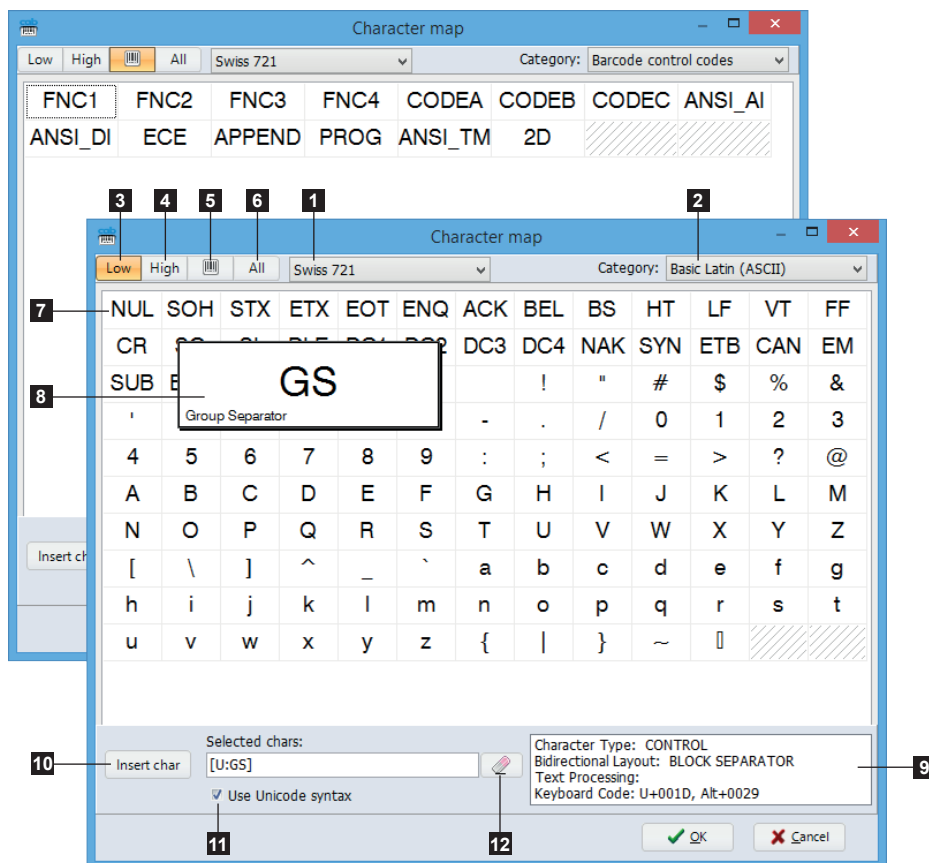 cab Character map
Low High All Swiss 721 Category: Barcode control codes
FNC1 FNC2 FNC3 FNC4 CODEA CODEB CODEC ANSI_AI
ANSI_DI ECE APPEND PROG ANSI_TM 2D
3 4 5 6 1 2
cab Character map
Low High All Swiss 721 Category: Basic Latin (ASCII)
7 NUL SOH STX ETX EOT ENQ ACK BEL BS HT LF VT FF
CR DC3 DC4 NAK SYN ETB CAN EM
SUB ! " # $ % &
8 GS
Group Separator
' - . / 0 1 2 3
4 5 6 7 8 9 : ; < = > ? @
A B C D E F G H I J K L M
N O P Q R S T U V W X Y Z
[ \ ] ^ _ ` a b c d e f g
h i j k l m n o p q r s t
u v w x y z { | } ~ ▯
Insert ch
Selected chars:
10 Insert char [U:GS]
Use Unicode syntax
11 12
Character Type: CONTROL
Bidirectional Layout: BLOCK SEPARATOR
Text Processing:
Keyboard Code: U+001D, Alt+0029
9
OK Cancel